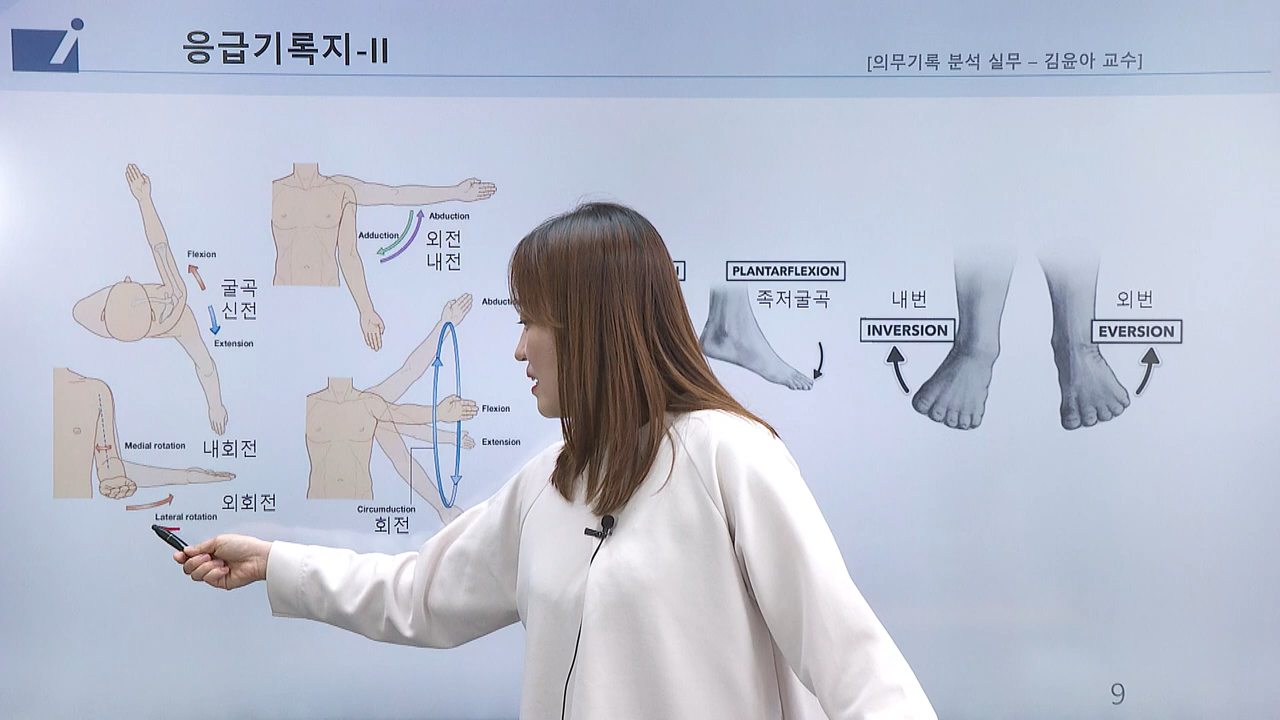 응급기록지-II
[의무기록 분석 실무 – 김윤아 교수]
Flexion
굴곡
신전
Extension
Abduction
Adduction
외전
내전
Medial rotation
내회전
외회전
Lateral rotation
Flexion
Extension
Circumduction
회전
PLANTARFLEXION
족저굴곡
내번
INVERSION
외번
EVERSION
9